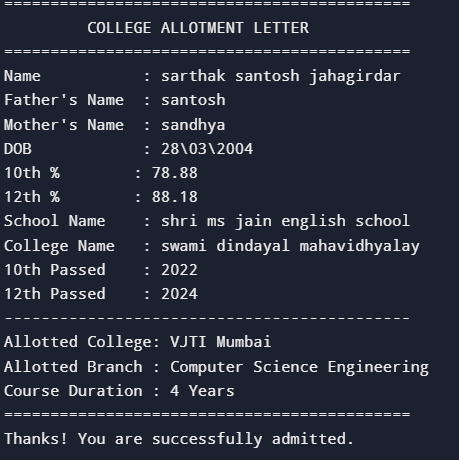 ============================================
         COLLEGE ALLOTMENT LETTER
============================================
Name           : sarthak santosh jahagirdar
Father's Name  : santosh
Mother's Name  : sandhya
DOB            : 28\03\2004
10th %        : 78.88
12th %        : 88.18
School Name    : shri ms jain english school
College Name   : swami dindayal mahavidhyalay
10th Passed    : 2022
12th Passed    : 2024
--------------------------------------------
Allotted College: VJTI Mumbai
Allotted Branch : Computer Science Engineering
Course Duration : 4 Years
============================================
Thanks! You are successfully admitted.